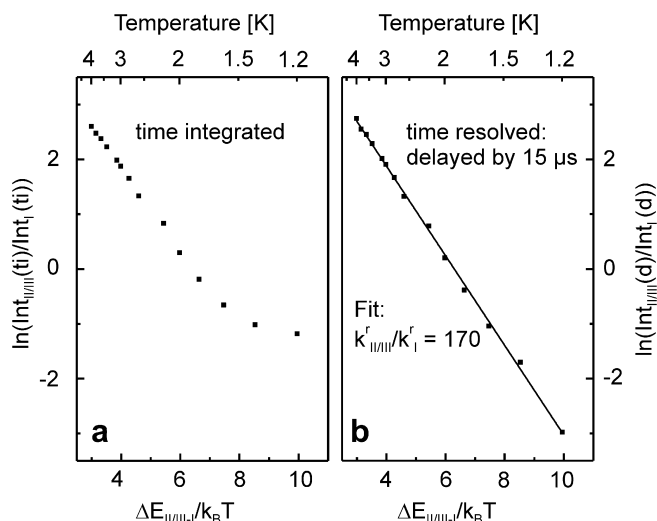 Temperature [K]
4 3 2 1.5 1.2
Temperature [K]
4 3 2 1.5 1.2
ln(Int_II/III(ti)/Int_I(ti))
2
0
-2
time integrated
a
4 6 8 10
ΔE_II/III-I/k_BT
time resolved:
delayed by 15 µs
Fit:
k^r_II/III/k^r_I = 170
b
4 6 8 10
ΔE_II/III-I/k_BT
2
0
-2
ln(Int_II/III(d)/Int_I(d))